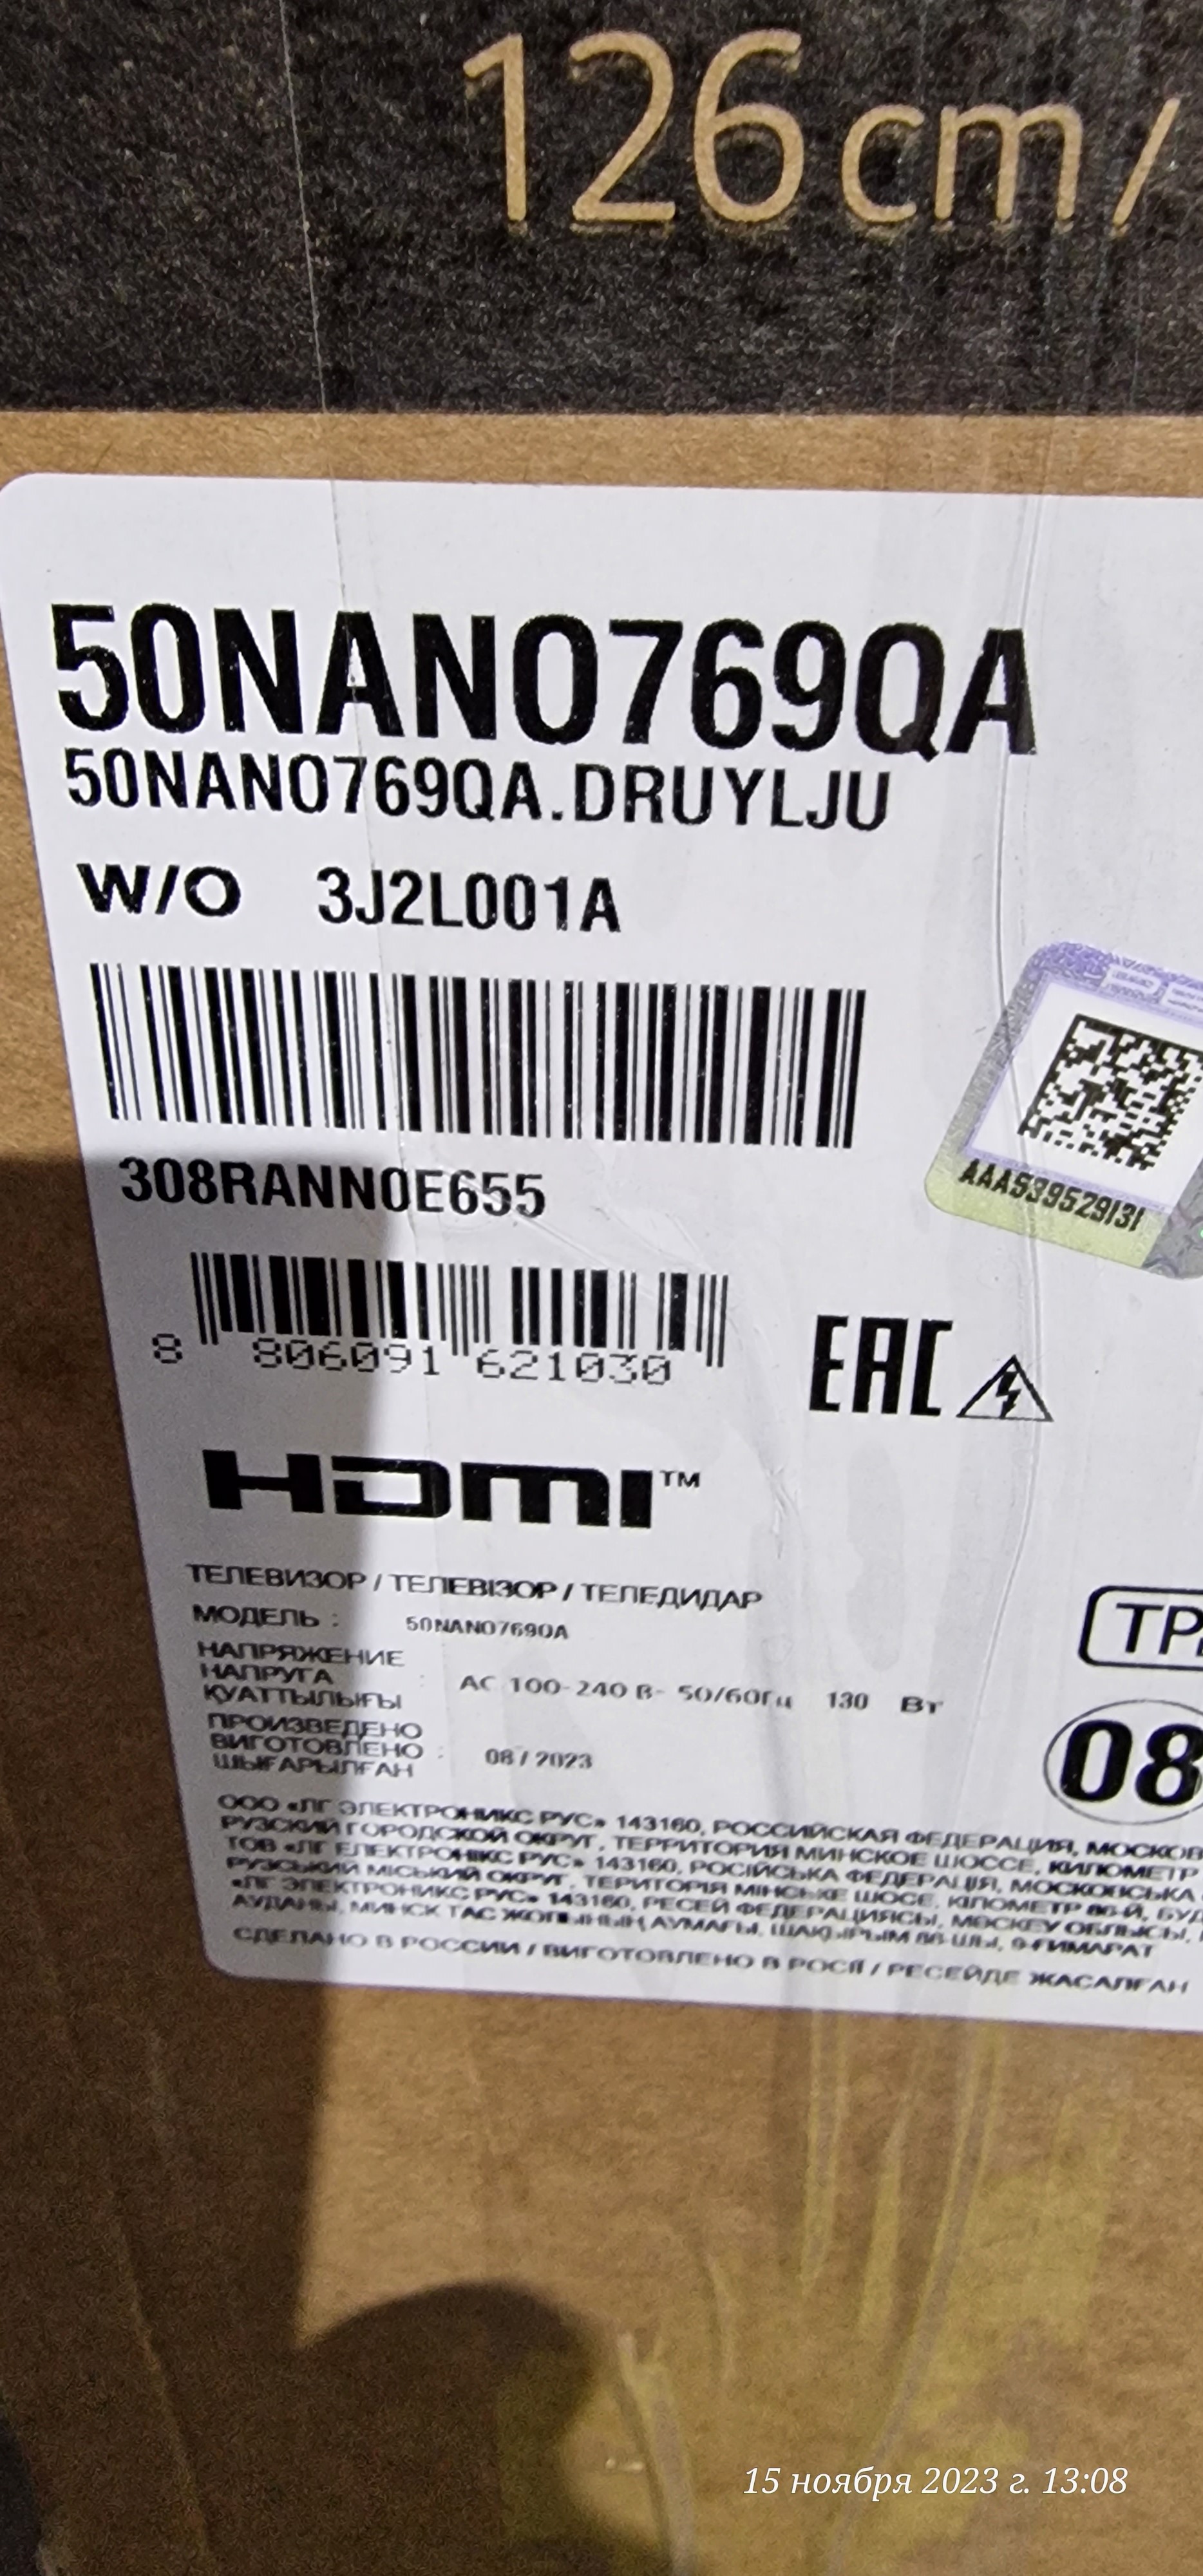 126 cm /
50NANO769QA
50NANO769QA.DRUYLJU
W/O 3J2L001A
AAA539529131
308RANN0E655
8 806091 621030
EAC
HDMI™
ТЕЛЕВИЗОР / ТЕЛЕВІЗОР / ТЕЛЕДИДАР
МОДЕЛЬ : 50NANO769QA
НАПРЯЖЕНИЕ
НАПРУГА : AC 100-240 В~ 50/60Гц 130 Вт
ҚУАТТЫЛЫҒЫ
ПРОИЗВЕДЕНО
ВИГОТОВЛЕНО : 08 / 2023
ШЫҒАРЫЛҒАН
ТР
08
ООО «ЛГ ЭЛЕКТРОНИКС РУС» 143160, РОССИЙСКАЯ ФЕДЕРАЦИЯ, МОСКОВ
РУЗСКИЙ ГОРОДСКОЙ ОКРУГ, ТЕРРИТОРИЯ МИНСКОЕ ШОССЕ, КИЛОМЕТР
ТОВ «ЛГ ЕЛЕКТРОНІКС РУС» 143160, РОСІЙСЬКА ФЕДЕРАЦІЯ, МОСКОВСЬКА
РУЗСЬКИЙ МІСЬКИЙ ОКРУГ, ТЕРИТОРІЯ МІНСЬКЕ ШОСЕ, КІЛОМЕТР 86-Й, БУД
«ЛГ ЭЛЕКТРОНИКС РУС» 143160, РЕСЕЙ ФЕДЕРАЦИЯСЫ, МӘСКЕУ ОБЛЫСЫ,
АУДАНЫ, МИНСК ТАС ЖОЛЫНЫҢ АУМАҒЫ, ШАҚЫРЫМ 86-ШЫ, 9-ҒИМАРАТ
СДЕЛАНО В РОССИИ / ВИГОТОВЛЕНО В РОСІЇ / РЕСЕЙДЕ ЖАСАЛҒАН
15 ноября 2023 г. 13:08